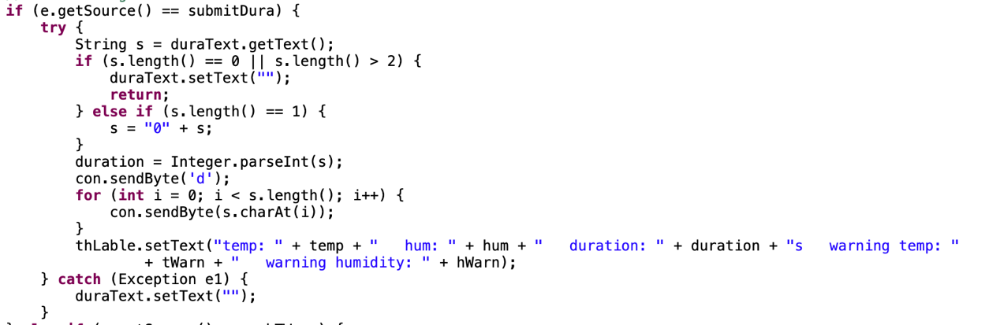 if (e.getSource() == submitDura) {
    try {
        String s = duraText.getText();
        if (s.length() == 0 || s.length() > 2) {
            duraText.setText("");
            return;
        } else if (s.length() == 1) {
            s = "0" + s;
        }
        duration = Integer.parseInt(s);
        con.sendByte('d');
        for (int i = 0; i < s.length(); i++) {
            con.sendByte(s.charAt(i));
        }
        thLable.setText("temp: " + temp + "   hum: " + hum + "   duration: " + duration + "s   warning temp: "
                + tWarn + "   warning humidity: " + hWarn);
    } catch (Exception e1) {
        duraText.setText("");
    }